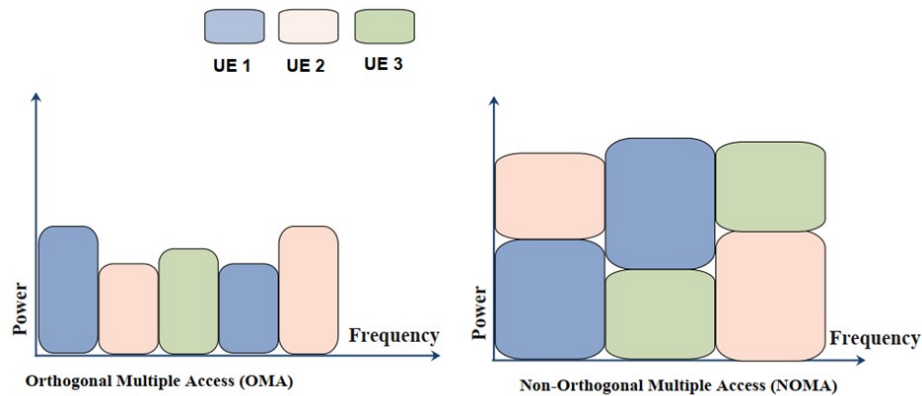 UE 1 UE 2 UE 3
Power
Frequency
Orthogonal Multiple Access (OMA)
Power
Frequency
Non-Orthogonal Multiple Access (NOMA)